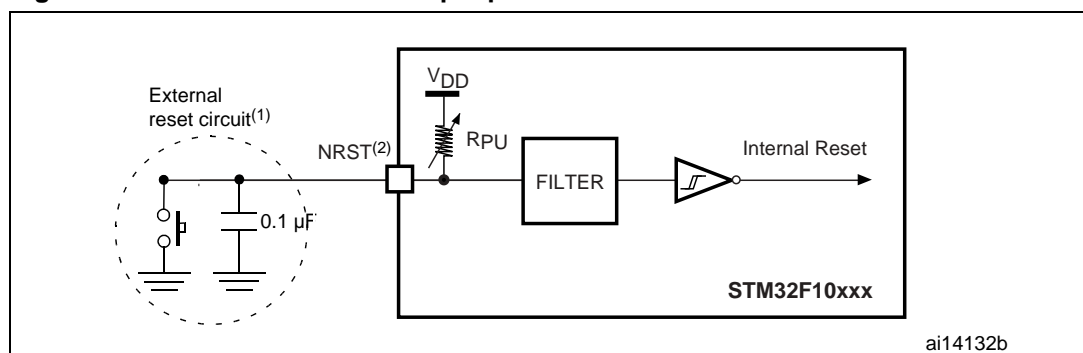 External
reset circuit(1)
NRST(2)
VDD
RPU
FILTER
Internal Reset
0.1 µF
STM32F10xxx
ai14132b